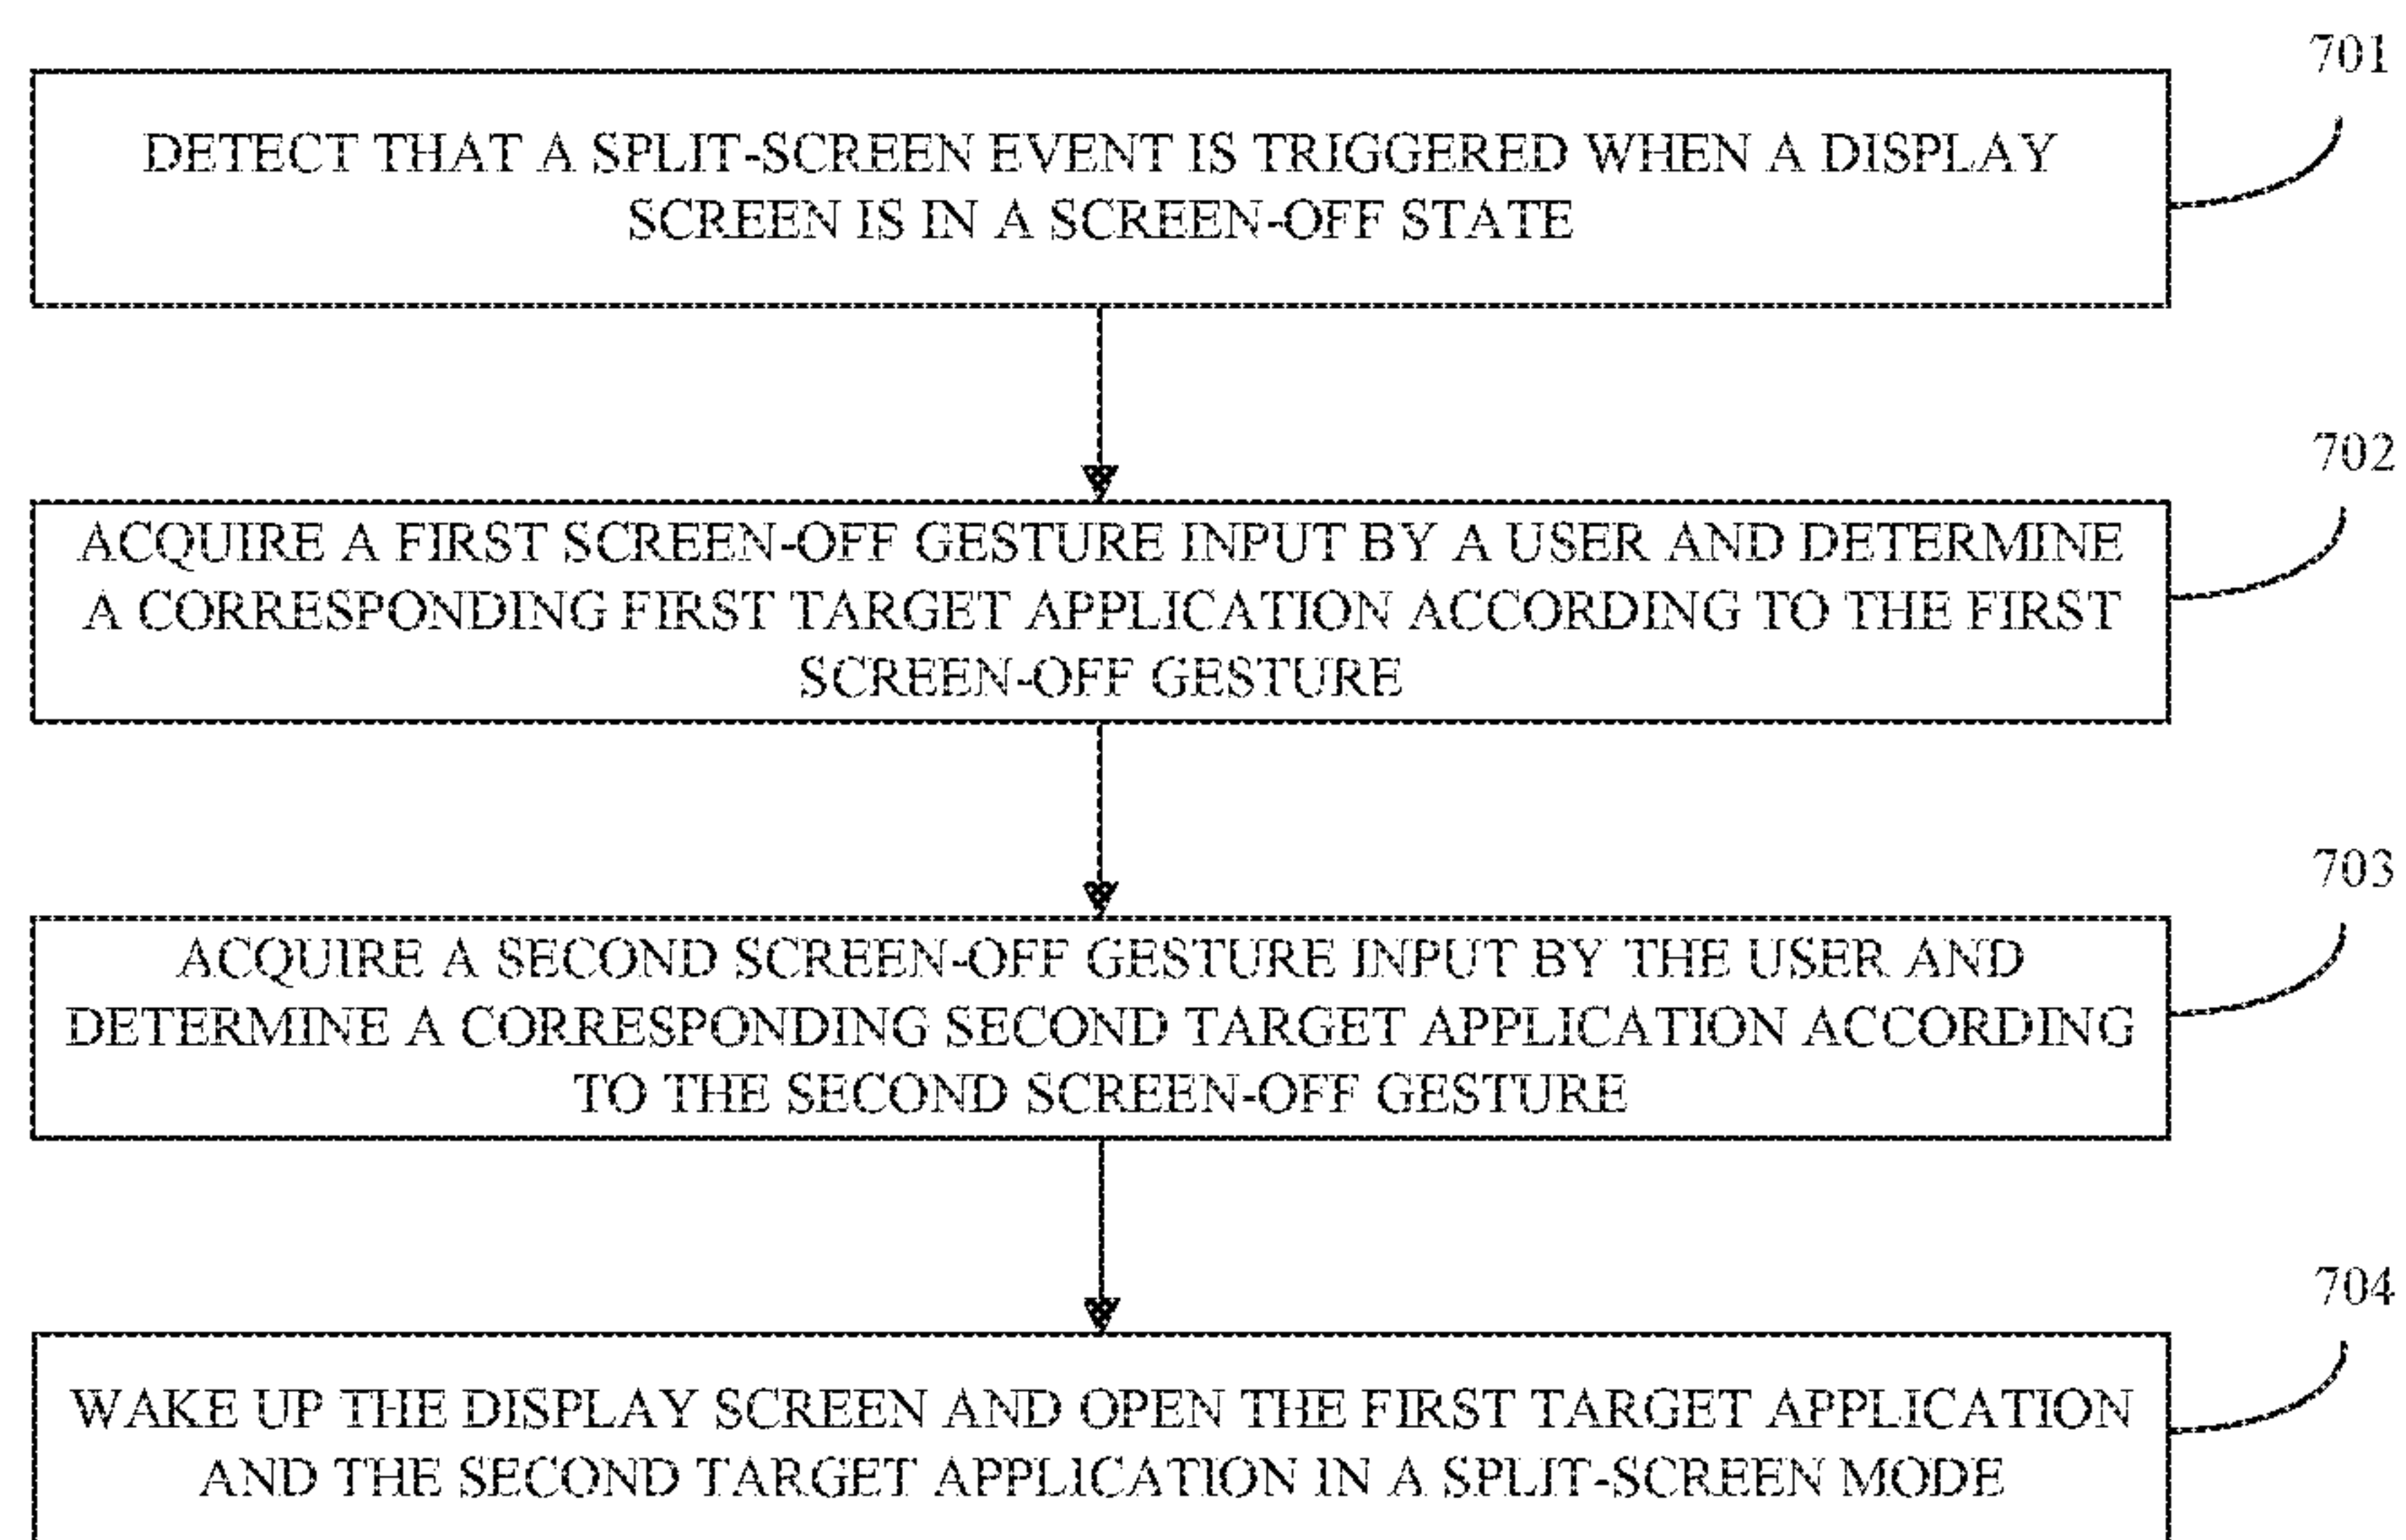 701
DETECT THAT A SPLIT-SCREEN EVENT IS TRIGGERED WHEN A DISPLAY
SCREEN IS IN A SCREEN-OFF STATE
702
ACQUIRE A FIRST SCREEN-OFF GESTURE INPUT BY A USER AND DETERMINE
A CORRESPONDING FIRST TARGET APPLICATION ACCORDING TO THE FIRST
SCREEN-OFF GESTURE
703
ACQUIRE A SECOND SCREEN-OFF GESTURE INPUT BY THE USER AND
DETERMINE A CORRESPONDING SECOND TARGET APPLICATION ACCORDING
TO THE SECOND SCREEN-OFF GESTURE
704
WAKE UP THE DISPLAY SCREEN AND OPEN THE FIRST TARGET APPLICATION
AND THE SECOND TARGET APPLICATION IN A SPLIT-SCREEN MODE